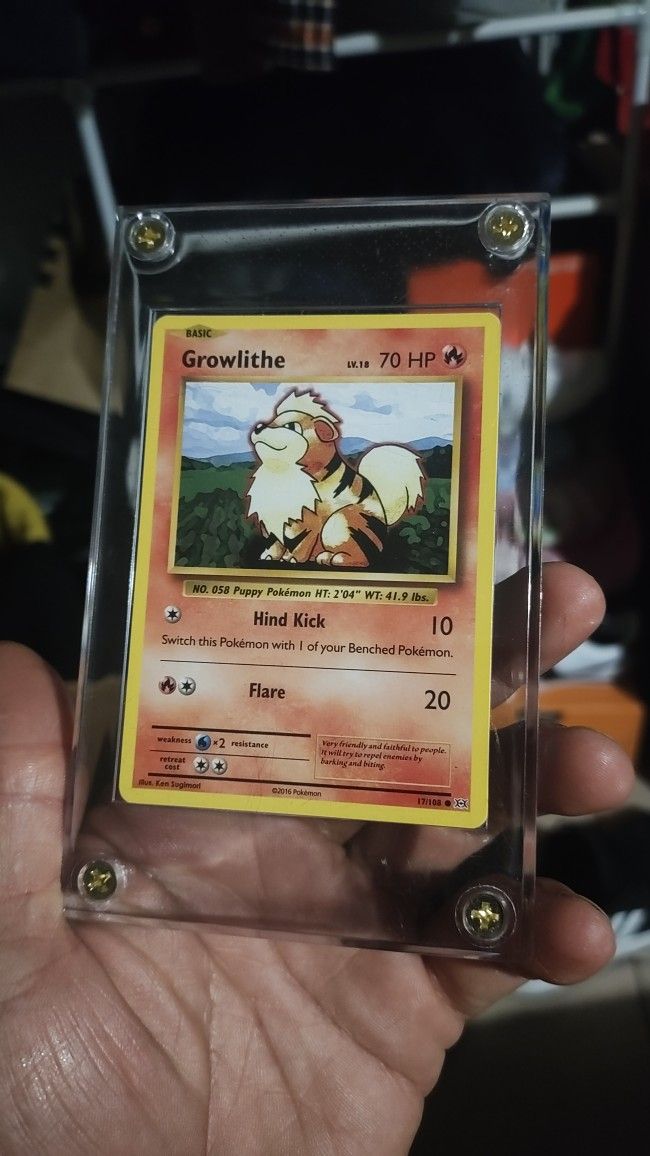 BASIC
Growlithe LV.18 70 HP
NO. 058 Puppy Pokémon HT: 2'04" WT: 41.9 lbs.
Hind Kick 10
Switch this Pokémon with 1 of your Benched Pokémon.
Flare 20
weakness ×2 resistance
retreat
cost
Very friendly and faithful to people.
It will try to repel enemies by
barking and biting.
Illus. Ken Sugimori
©2016 Pokémon
17/108